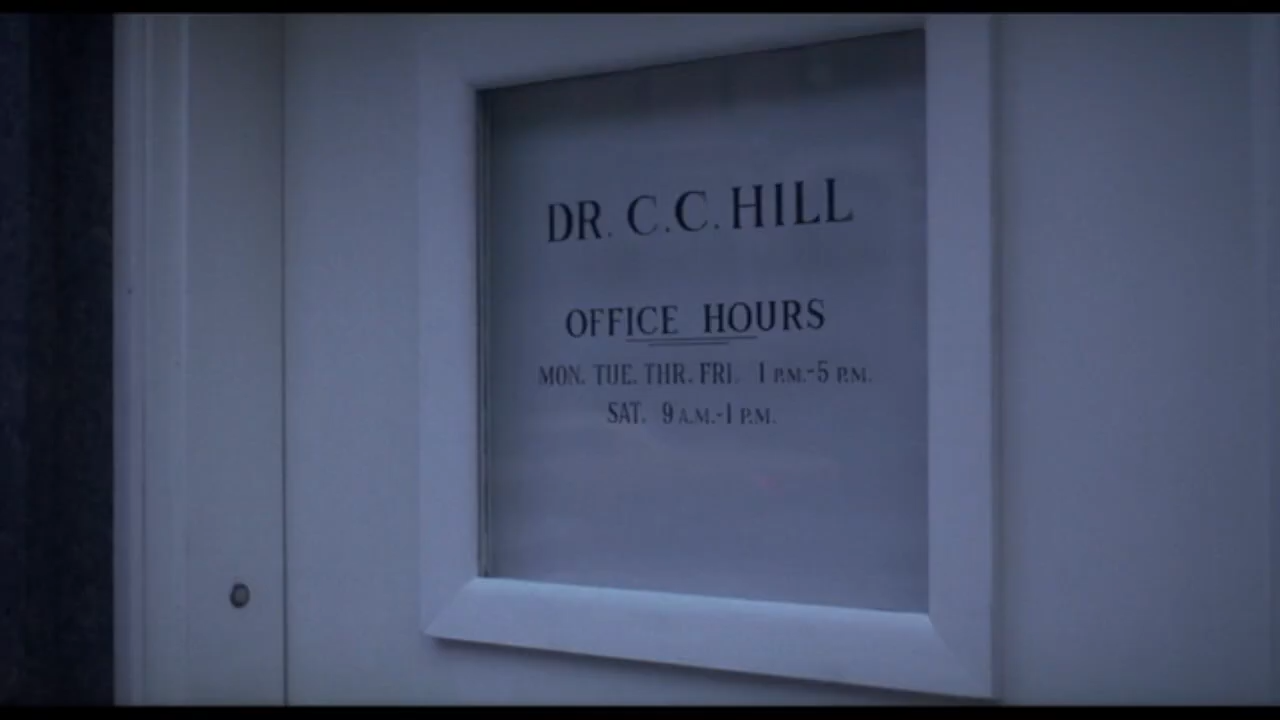 DR. C.C. HILL
OFFICE HOURS
MON. TUE. THR. FRI. 1 P.M.-5 P.M.
SAT. 9 A.M.-1 P.M.